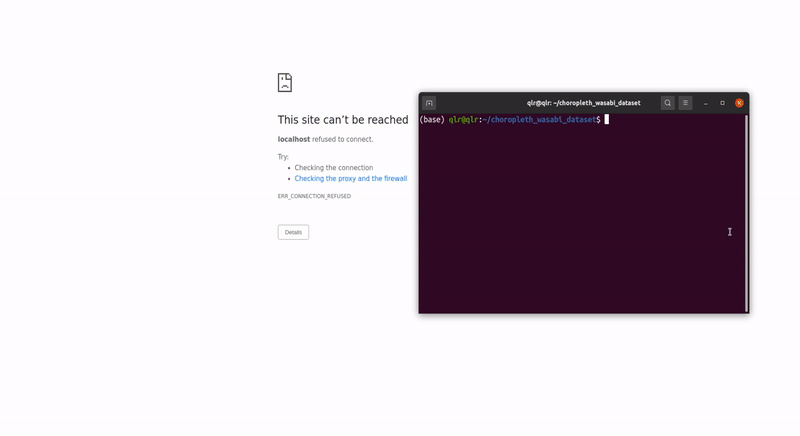 This site can't be reached
localhost refused to connect.
Try:
• Checking the connection
• Checking the proxy and the firewall
ERR_CONNECTION_REFUSED
Details
qlr@qlr: ~/choropleth_wasabi_dataset
(base) qlr@qlr:~/choropleth_wasabi_dataset$